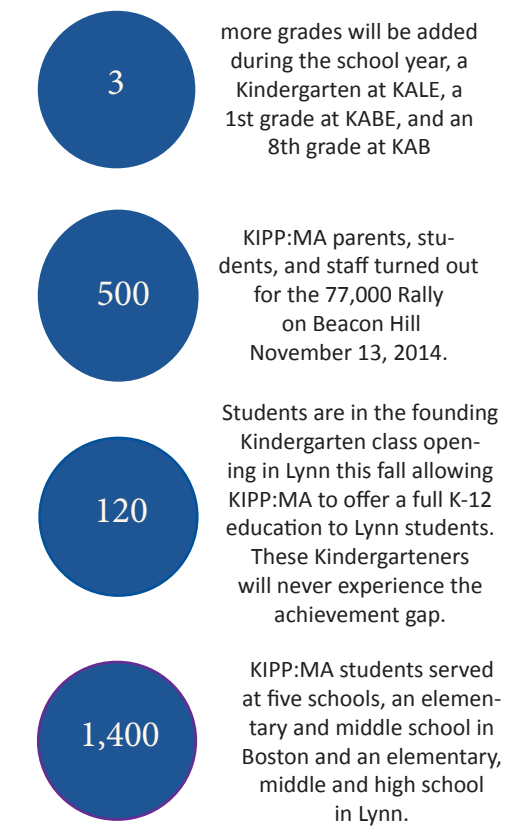 3
more grades will be added
during the school year, a
Kindergarten at KALE, a
1st grade at KABE, and an
8th grade at KAB
500
KIPP:MA parents, stu-
dents, and staff turned out
for the 77,000 Rally
on Beacon Hill
November 13, 2014.
120
Students are in the founding
Kindergarten class open-
ing in Lynn this fall allowing
KIPP:MA to offer a full K-12
education to Lynn students.
These Kindergarteners
will never experience the
achievement gap.
1,400
KIPP:MA students served
at five schools, an elemen-
tary and middle school in
Boston and an elementary,
middle and high school
in Lynn.